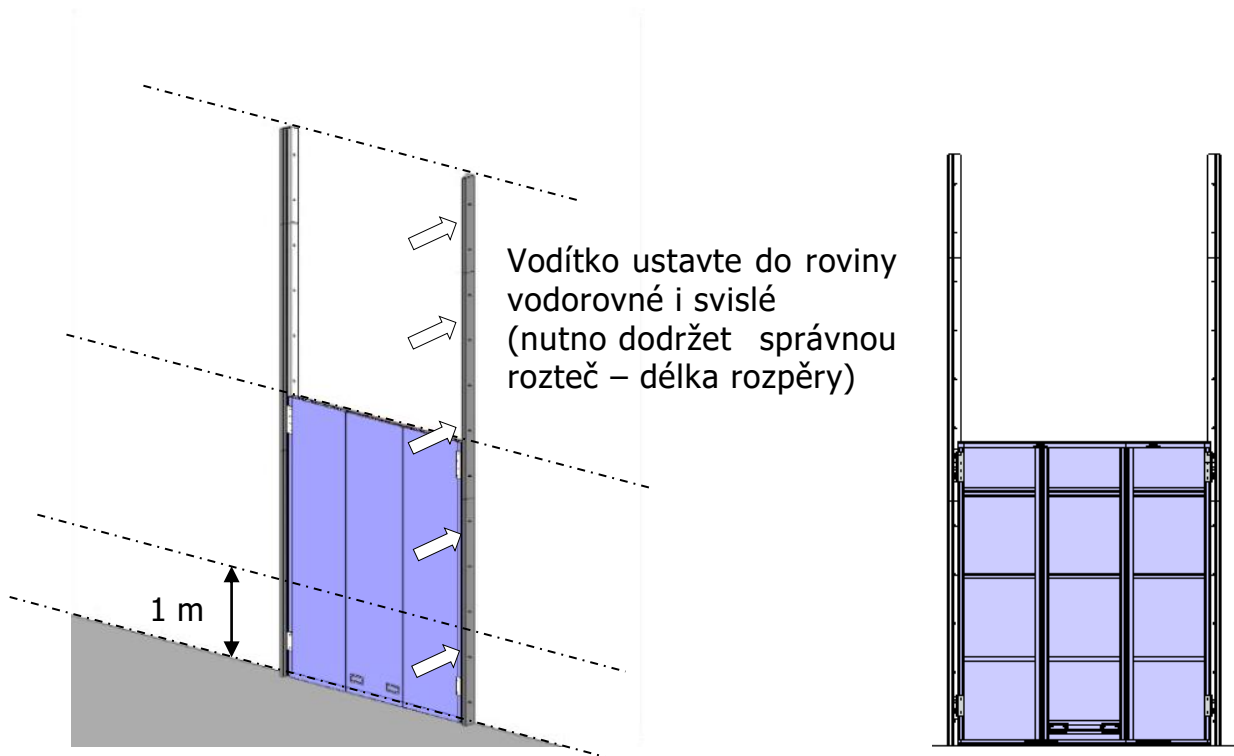 Vodítko ustavte do roviny
vodorovné i svislé
(nutno dodržet správnou
rozteč – délka rozpěry)
1 m